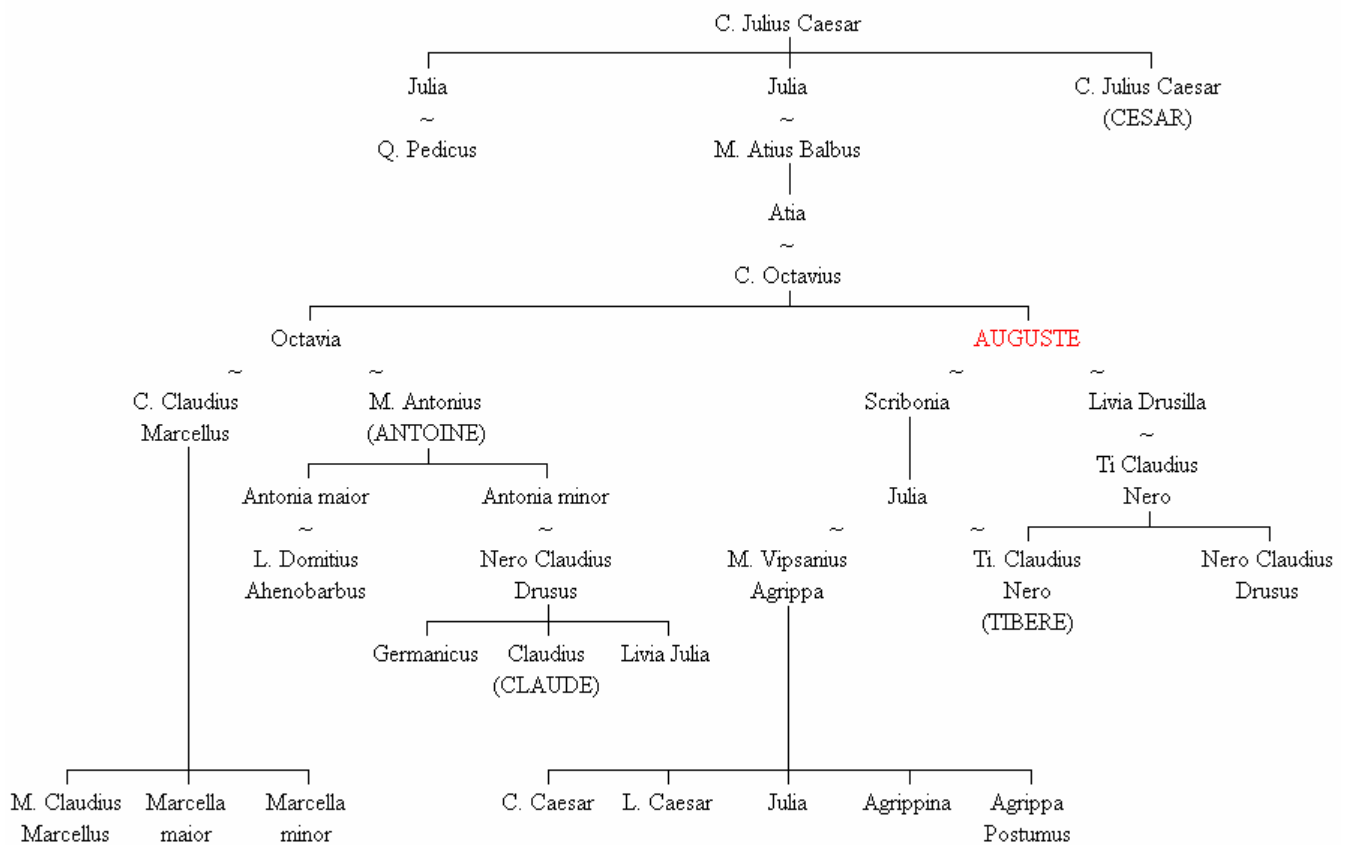 C. Julius Caesar
Julia Julia C. Julius Caesar
~ ~ (CESAR)
Q. Pedicus M. Atius Balbus
Atia
~
C. Octavius
Octavia AUGUSTE
~ ~ ~ ~
C. Claudius M. Antonius Scribonia Livia Drusilla
Marcellus (ANTOINE) ~
Ti Claudius
Antonia maior Antonia minor Julia Nero
~ ~ ~ ~
L. Domitius Nero Claudius M. Vipsanius Ti. Claudius Nero Claudius
Ahenobarbus Drusus Agrippa Nero Drusus
(TIBERE)
Germanicus Claudius Livia Julia
(CLAUDE)
M. Claudius Marcella Marcella C. Caesar L. Caesar Julia Agrippina Agrippa
Marcellus maior minor Postumus